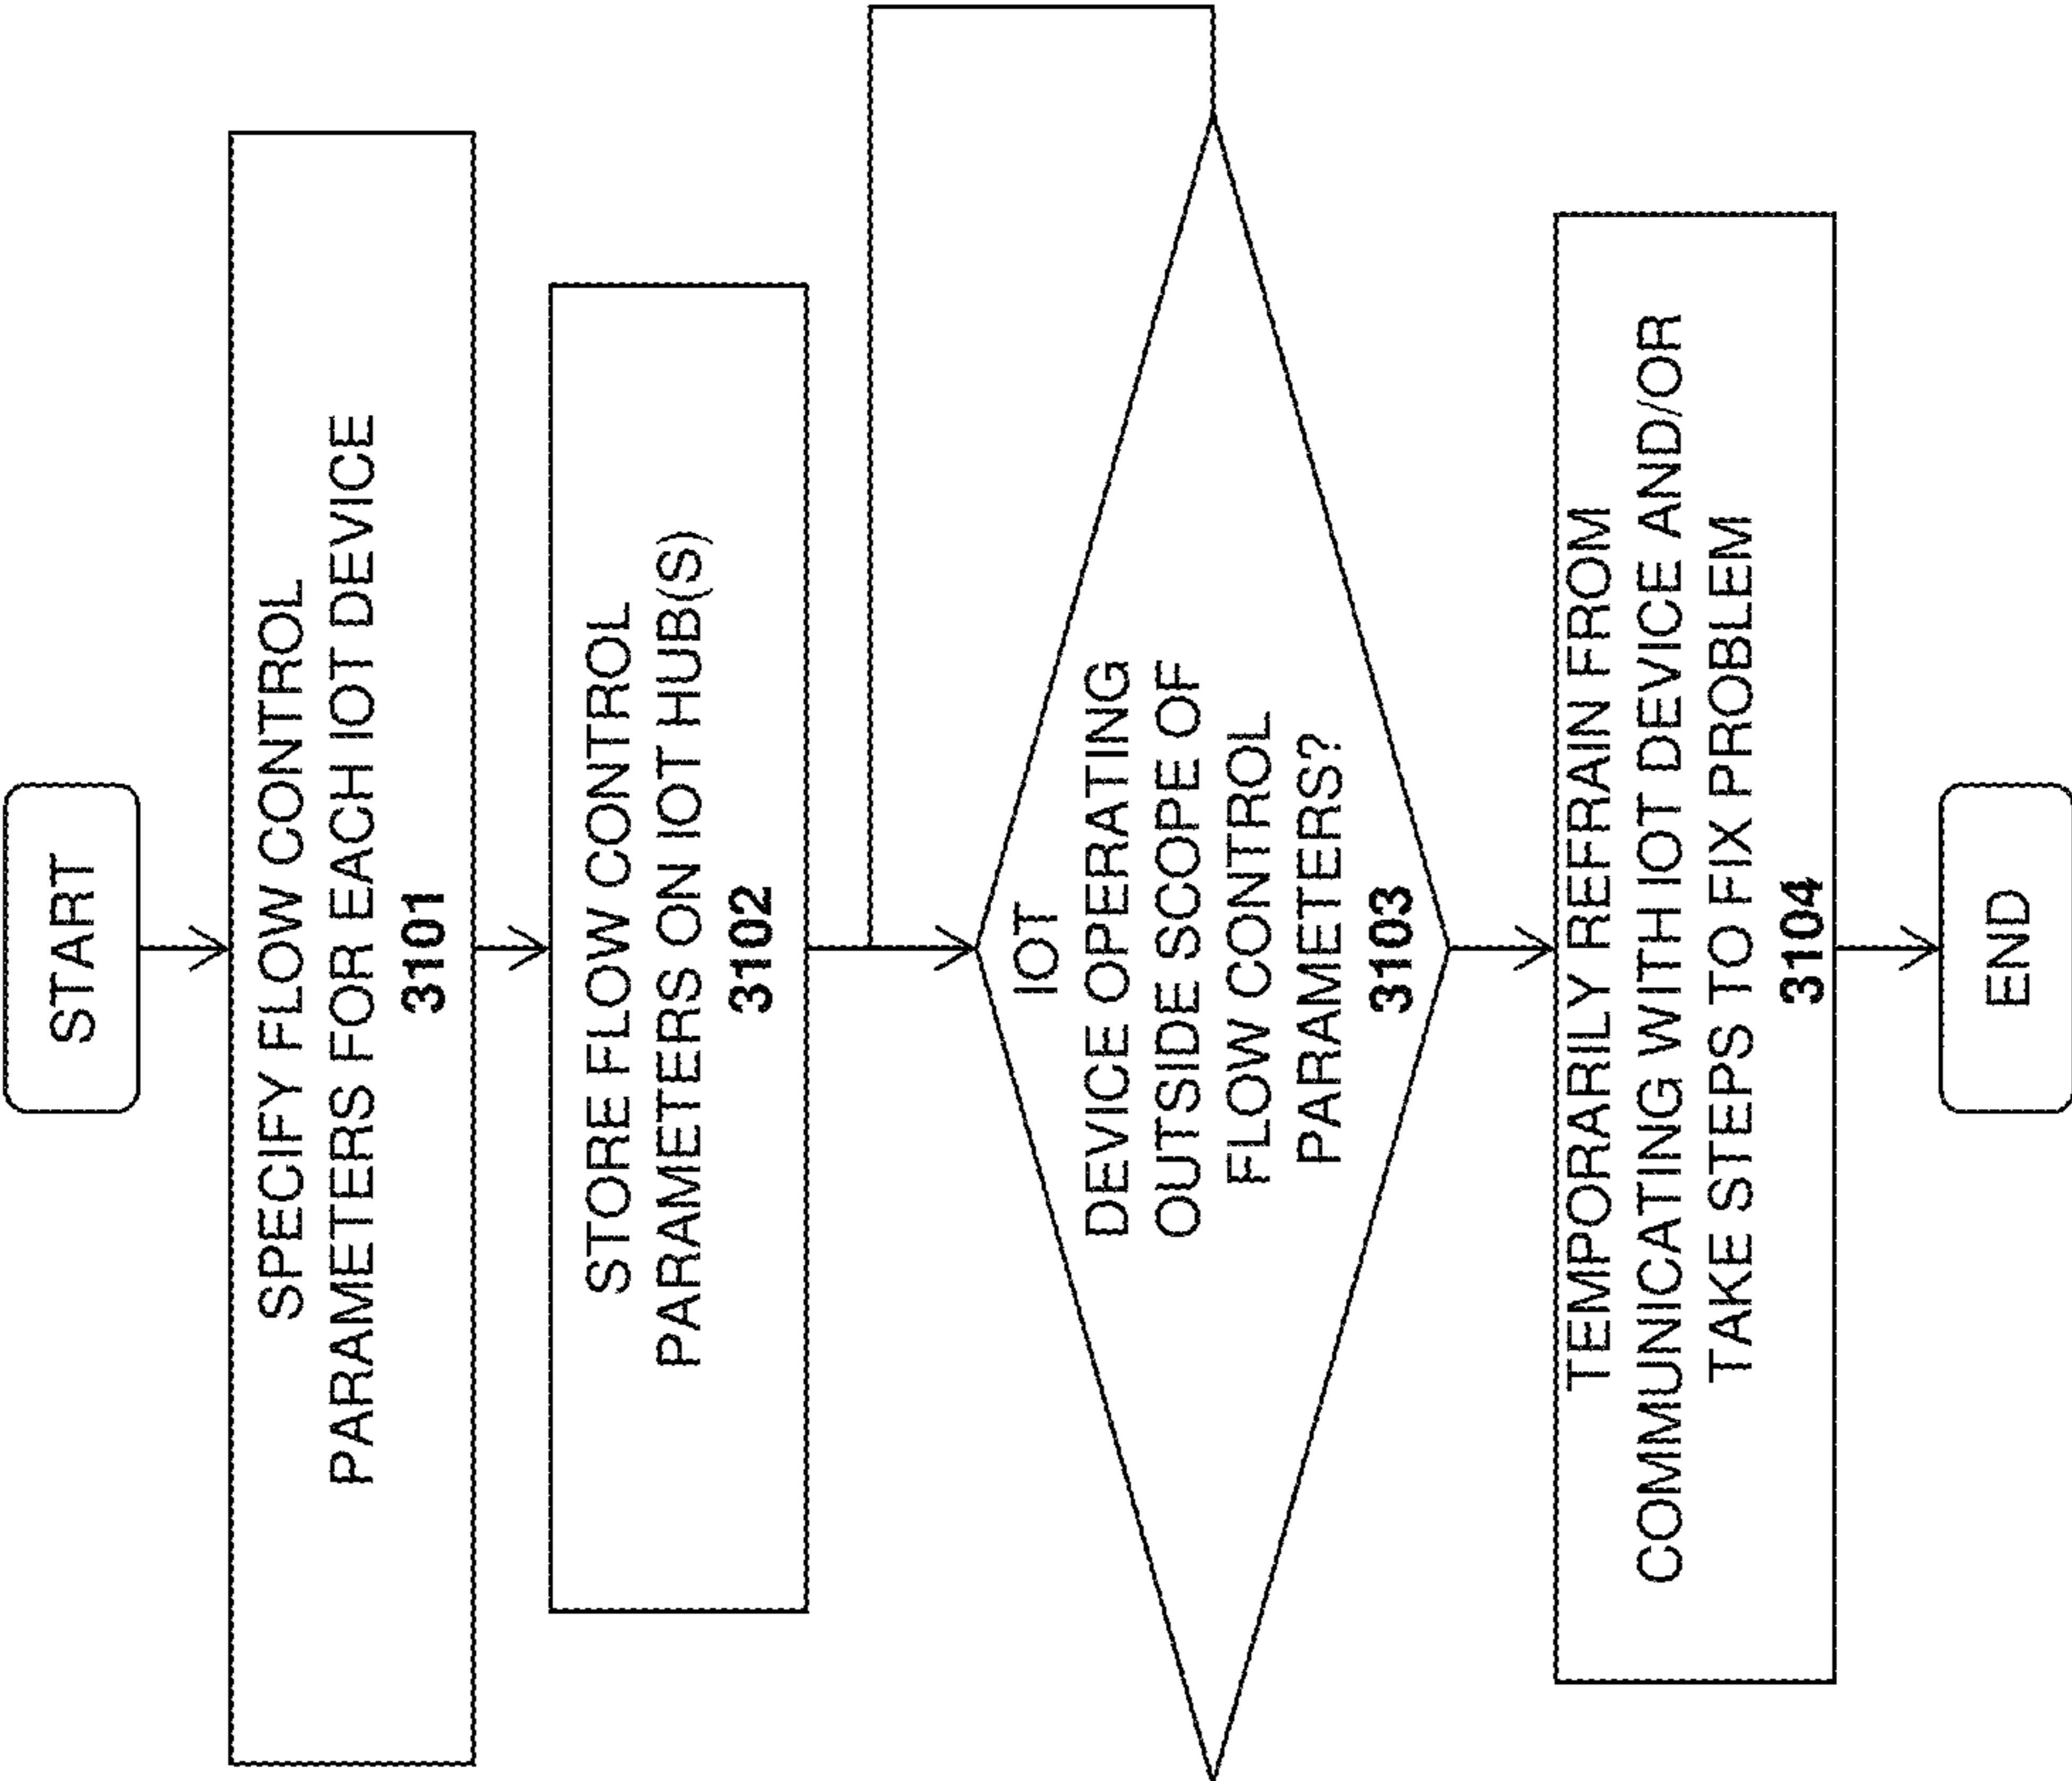 START
SPECIFY FLOW CONTROL
PARAMETERS FOR EACH IOT DEVICE
3101
STORE FLOW CONTROL
PARAMETERS ON IOT HUB(S)
3102
IOT
DEVICE OPERATING
OUTSIDE SCOPE OF
FLOW CONTROL
PARAMETERS?
3103
TEMPORARILY REFRAIN FROM
COMMUNICATING WITH IOT DEVICE AND/OR
TAKE STEPS TO FIX PROBLEM
3104
END